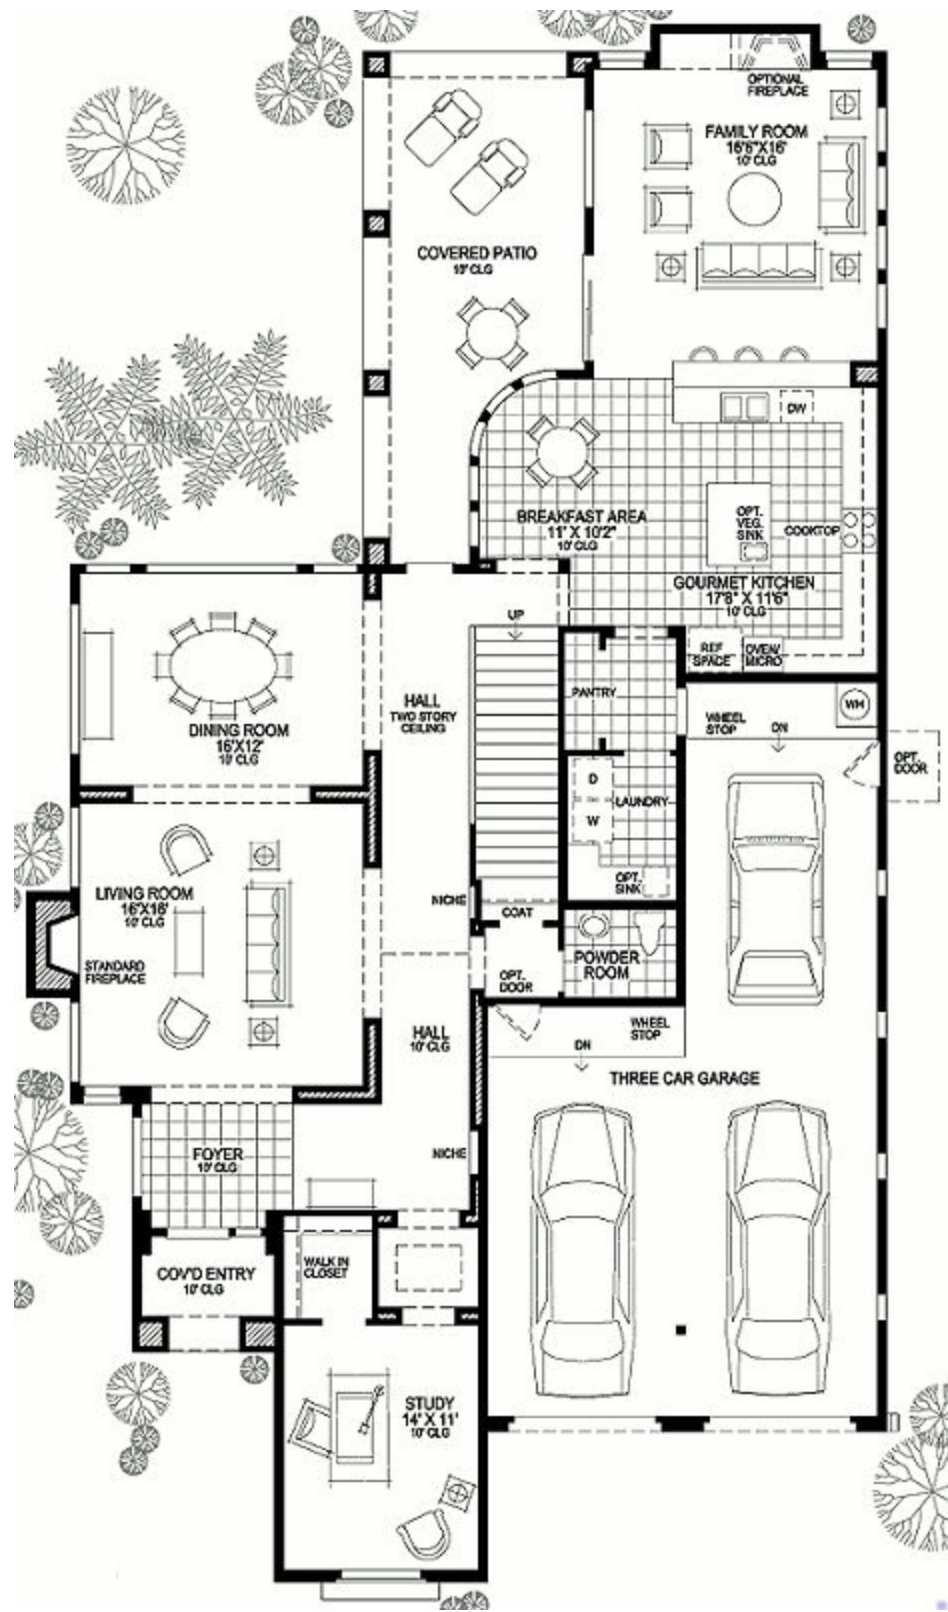 OPTIONAL
FIREPLACE
FAMILY ROOM
16'6"X16'
10' CLG
COVERED PATIO
10' CLG
DW
BREAKFAST AREA
11' X 10'2"
10' CLG
OPT.
VEG.
SINK
COOKTOP
GOURMET KITCHEN
17'8" X 11'6"
10' CLG
UP
REF
SPACE
OVEN/
MICRO
PANTRY
HALL
TWO STORY
CEILING
DINING ROOM
16'X12'
10' CLG
WHEEL
STOP
DN
WH
OPT.
DOOR
D
W
LAUNDRY
OPT.
SINK
LIVING ROOM
16'X16'
10' CLG
NICHE
COAT
STANDARD
FIREPLACE
POWDER
ROOM
OPT.
DOOR
HALL
10' CLG
WHEEL
STOP
DN
THREE CAR GARAGE
FOYER
10' CLG
NICHE
COV'D ENTRY
10' CLG
WALK IN
CLOSET
STUDY
14' X 11'
10' CLG